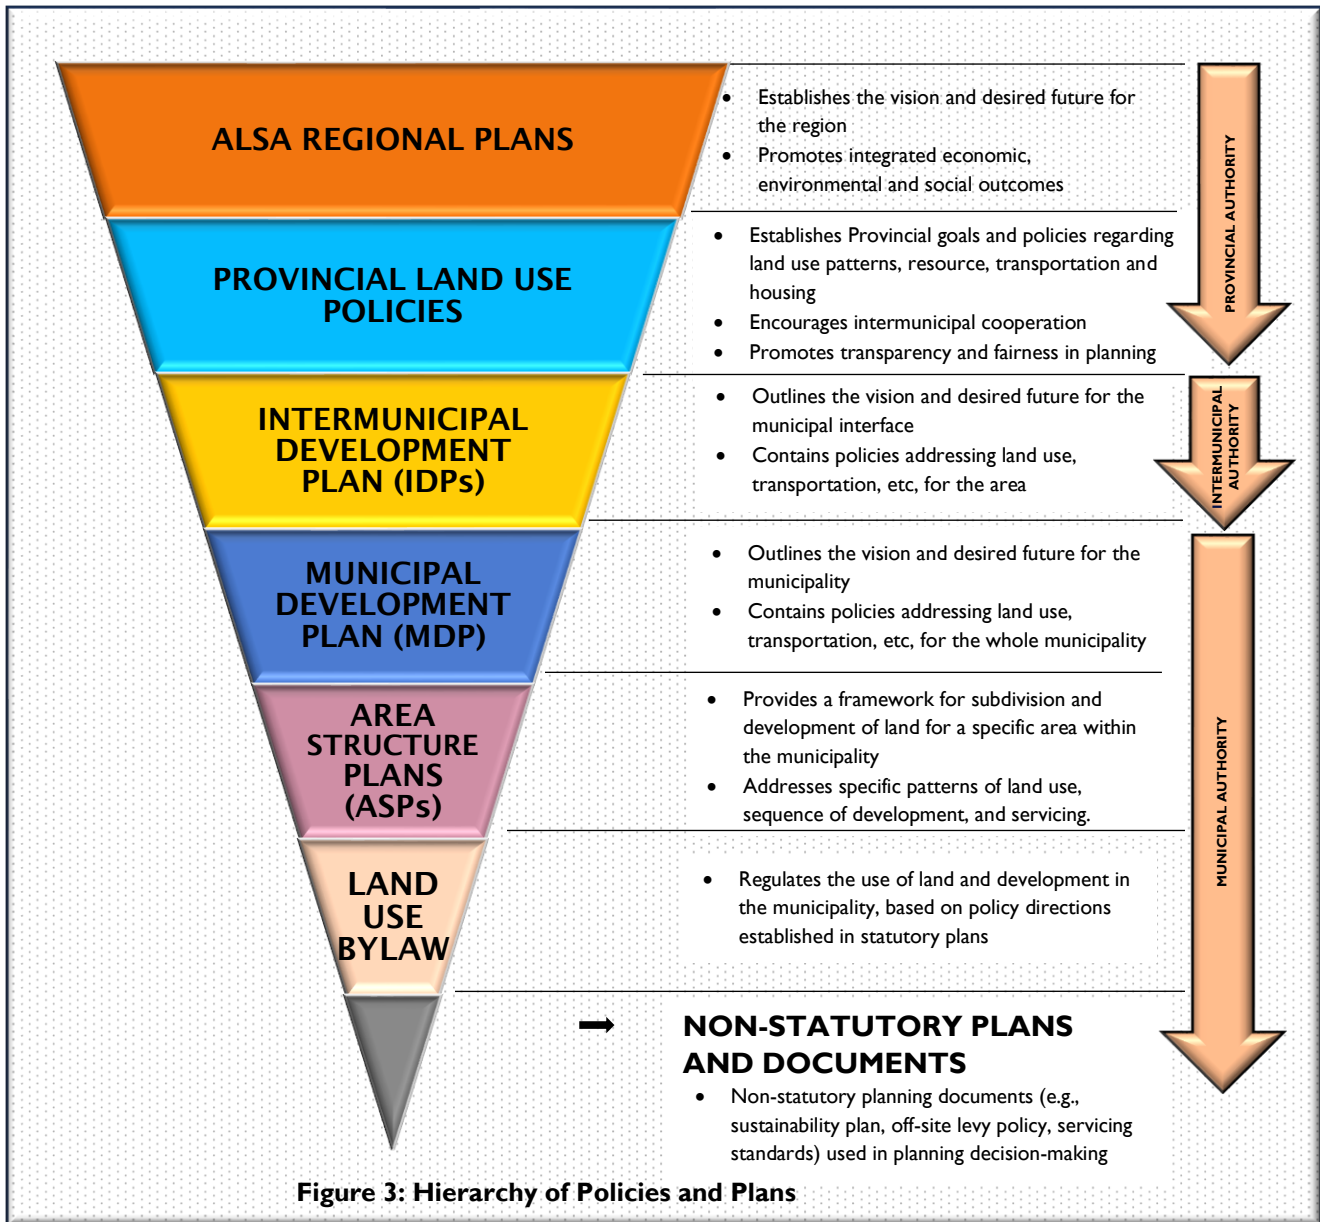 ALSA REGIONAL PLANS
• Establishes the vision and desired future for
the region
• Promotes integrated economic,
environmental and social outcomes
PROVINCIAL LAND USE
POLICIES
• Establishes Provincial goals and policies regarding
land use patterns, resource, transportation and
housing
• Encourages intermunicipal cooperation
• Promotes transparency and fairness in planning
PROVINCIAL AUTHORITY
INTERMUNICIPAL
DEVELOPMENT
PLAN (IDPs)
• Outlines the vision and desired future for the
municipal interface
• Contains policies addressing land use,
transportation, etc, for the area
INTERMUNICIPAL
AUTHORITY
MUNICIPAL
DEVELOPMENT
PLAN (MDP)
• Outlines the vision and desired future for the
municipality
• Contains policies addressing land use,
transportation, etc, for the whole municipality
AREA
STRUCTURE
PLANS
(ASPs)
• Provides a framework for subdivision and
development of land for a specific area within
the municipality
• Addresses specific patterns of land use,
sequence of development, and servicing.
LAND
USE
BYLAW
• Regulates the use of land and development in
the municipality, based on policy directions
established in statutory plans
MUNICIPAL AUTHORITY
NON-STATUTORY PLANS
AND DOCUMENTS
• Non-statutory planning documents (e.g.,
sustainability plan, off-site levy policy, servicing
standards) used in planning decision-making
Figure 3: Hierarchy of Policies and Plans